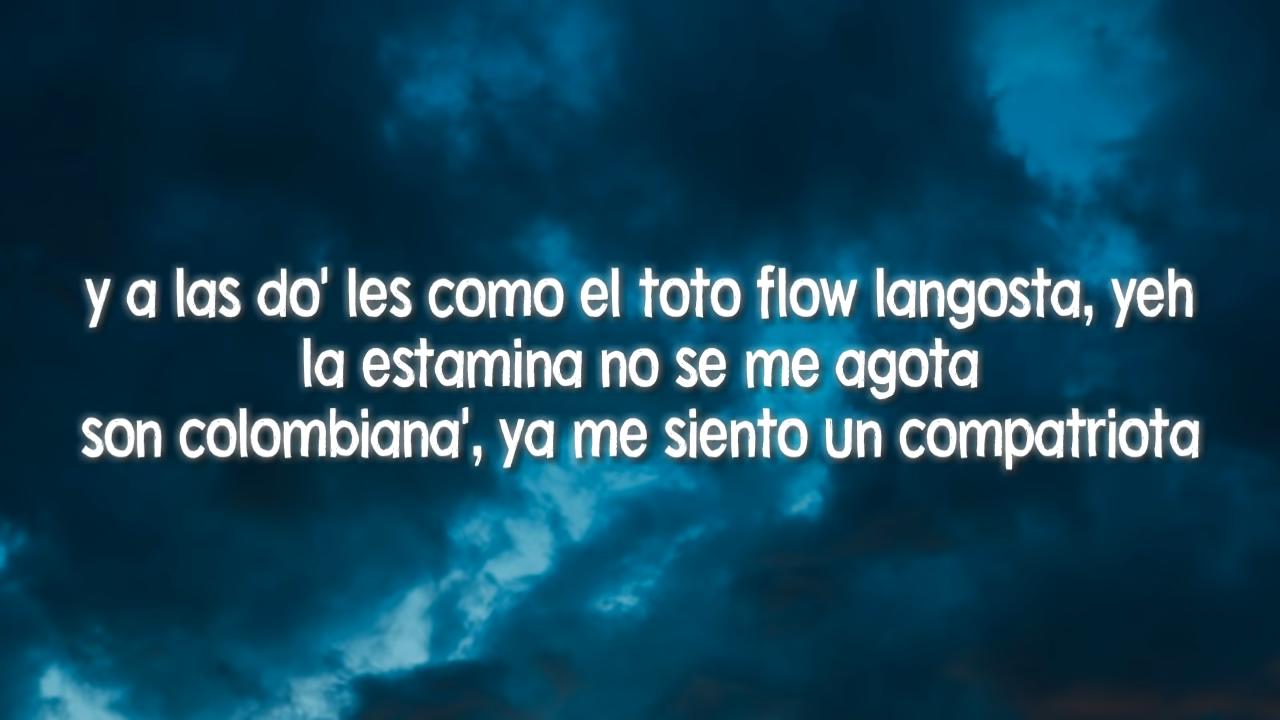 y a las do' les como el toto flow langosta, yeh
la estamina no se me agota
son colombiana', ya me siento un compatriota